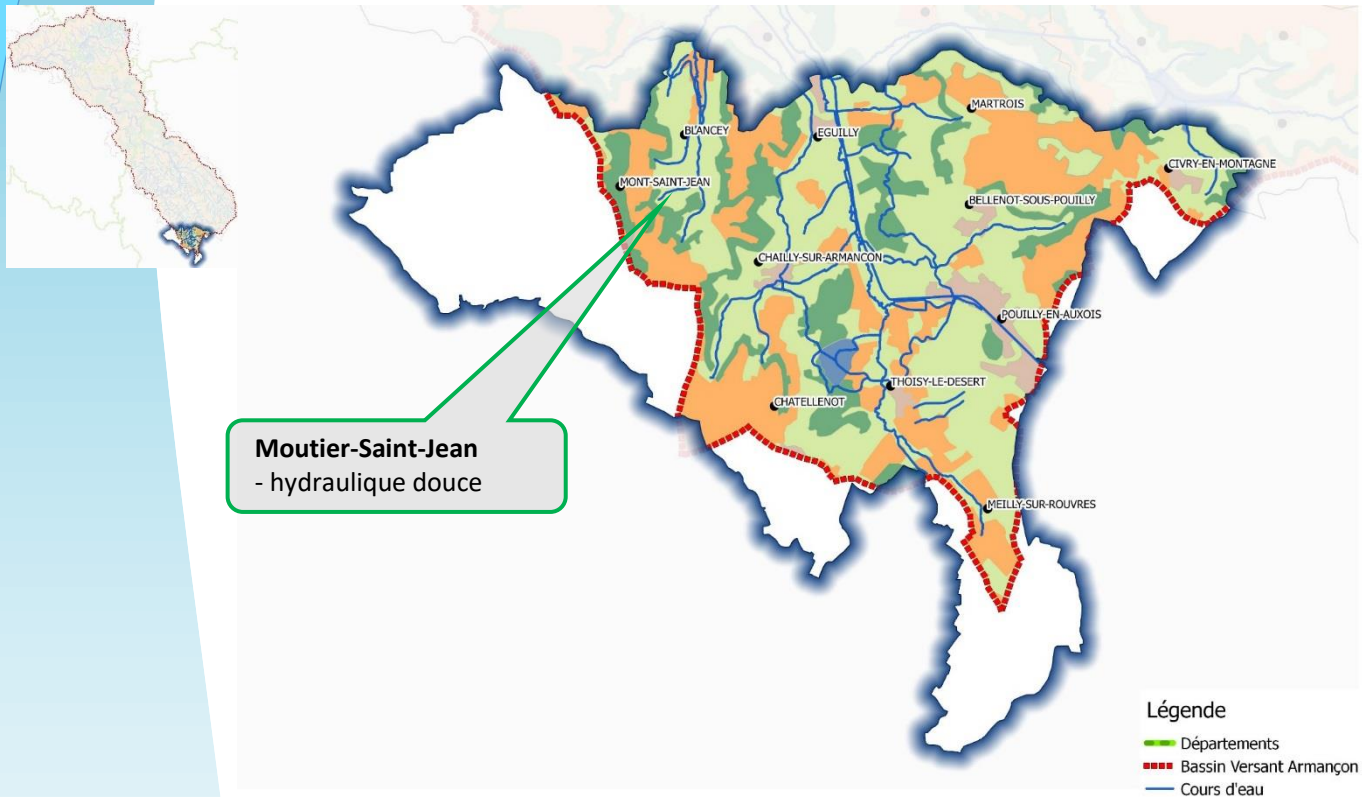 MARTROIS
BLANCEY
EGUILLY
CIVRY-EN-MONTAGNE
MONT-SAINT-JEAN
BELLENOT-SOUS-POUILLY
CHAILLY-SUR-ARMANCON
POUILLY-EN-AUXOIS
THOISY-LE-DESERT
CHATELLENOT
Moutier-Saint-Jean
- hydraulique douce
MEILLY-SUR-ROUVRES
Légende
Départements
Bassin Versant Armançon
Cours d'eau